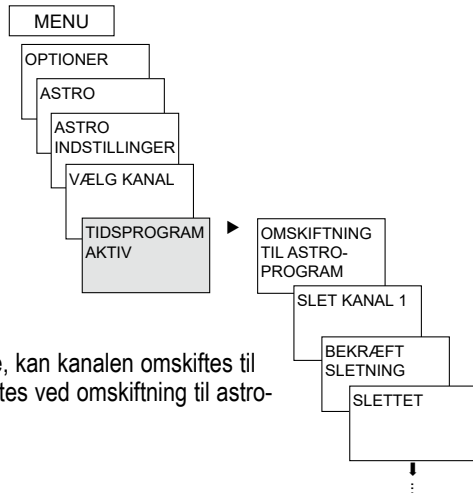 MENU
OPTIONER
ASTRO
ASTRO
INDSTILLINGER
VÆLG KANAL
TIDSPROGRAM
AKTIV
OMSKIFTNING
TIL ASTRO-
PROGRAM
SLET KANAL 1
BEKRÆFT
SLETNING
SLETTET
, kan kanalen omskiftes til
tes ved omskiftning til astro-